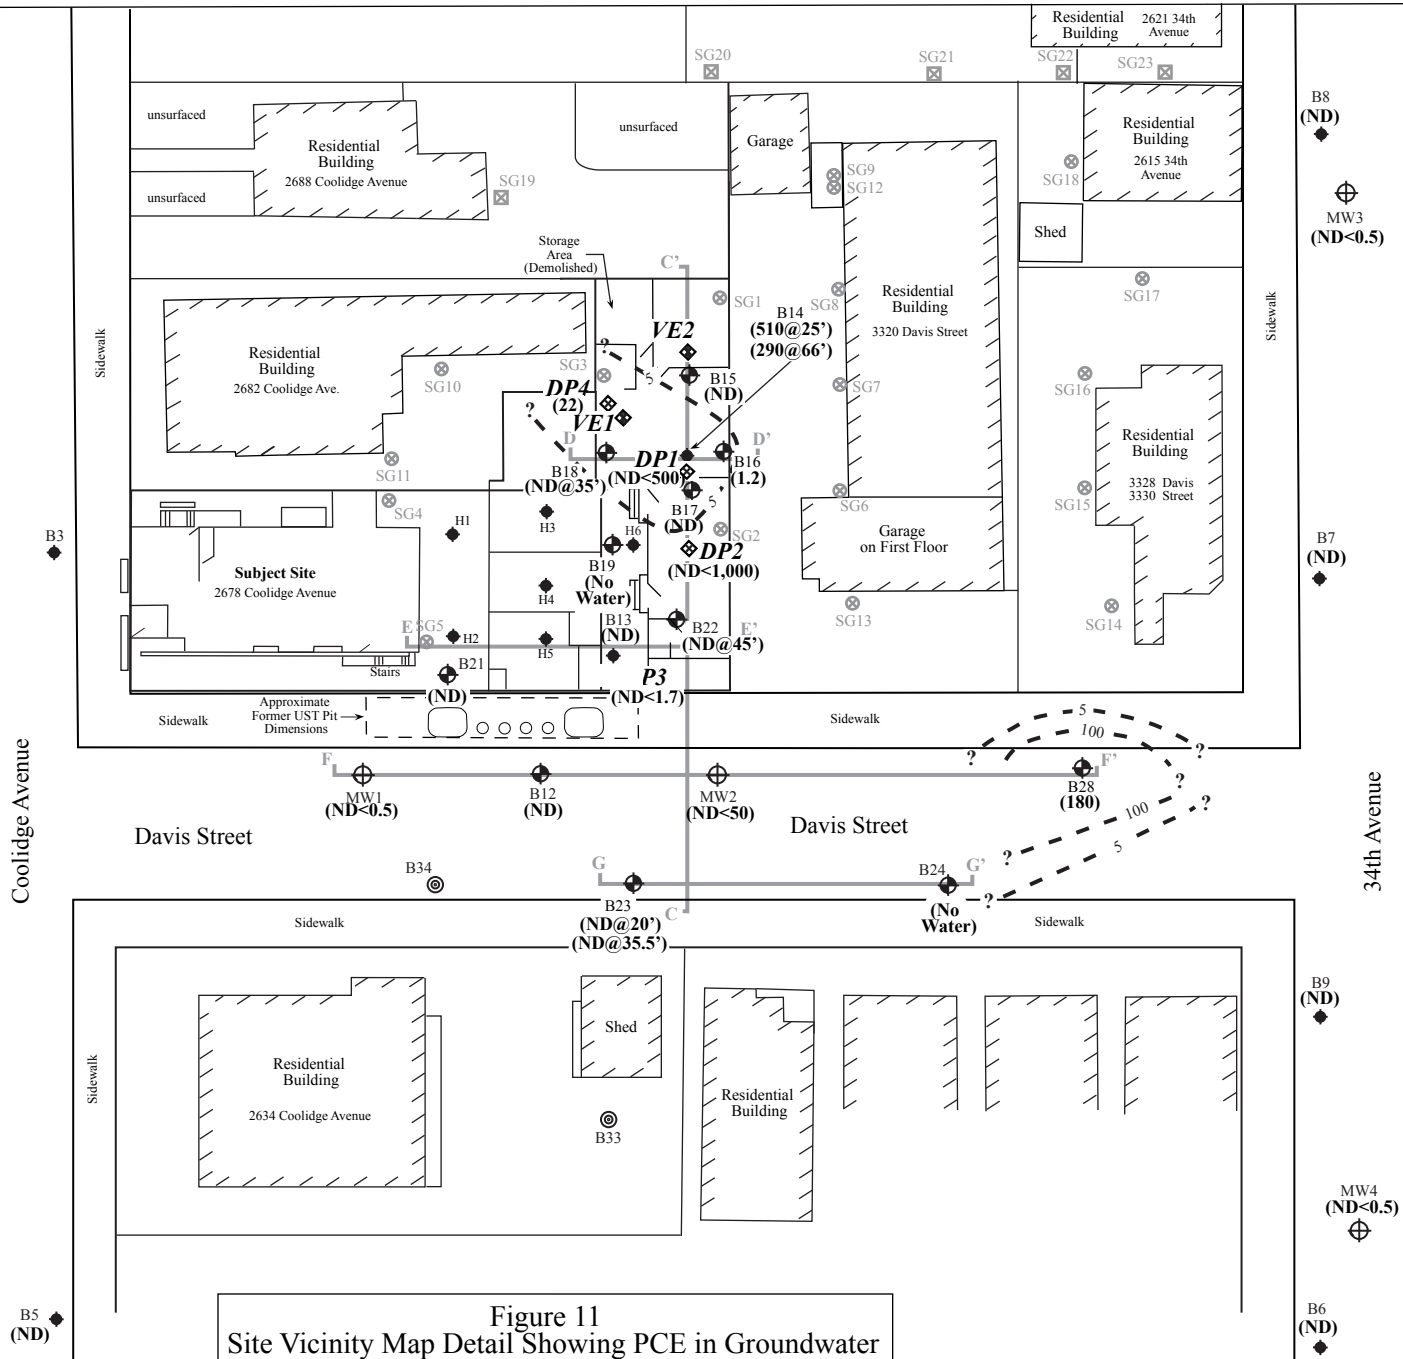 Residential
Building
2621 34th
Avenue
SG20
SG21
SG22
SG23
B8
(ND)
unsurfaced
Residential
Building
2688 Coolidge Avenue
unsurfaced
unsurfaced
SG19
Garage
SG9
SG12
Residential
Building
2615 34th
Avenue
SG18
MW3
(ND<0.5)
Shed
Storage
Area
(Demolished)
C’
SG1
SG8
B14
(510@25’)
(290@66’)
Residential
Building
3320 Davis Street
SG17
Sidewalk
Sidewalk
VE2
?
SG3
5
B15
(ND)
Residential
Building
2682 Coolidge Ave.
SG10
DP4
(22)
?
VE1
SG7
SG16
D
D’
B18
(ND@35’)
DP1
(ND<500)
B16
(1.2)
5
B17
(ND)
SG11
SG4
SG6
SG15
Residential
Building
3328 Davis
3330 Street
B3
H1
H3
H6
SG2
B19
(No
Water)
DP2
(ND<1,000)
Garage
on First Floor
B7
(ND)
Subject Site
2678 Coolidge Avenue
H4
SG13
SG14
E
SG5
H2
H5
B13
(ND)
B22
(ND@45’)
E’
Stairs
B21
(ND)
P3
(ND<1.7)
Approximate
Former UST Pit
Dimensions
Sidewalk
Sidewalk
5
100
?
?
F
F’
MW1
(ND<0.5)
B12
(ND)
MW2
(ND<50)
B28
(180)
?
?
100
5
Coolidge Avenue
Davis Street
Davis Street
34th Avenue
?
?
B34
G
G’
B23
(ND@20’)
(ND@35.5’)
C
B24
(No
Water)
Sidewalk
Sidewalk
B9
(ND)
Sidewalk
Residential
Building
2634 Coolidge Avenue
Shed
B33
Residential
Building
MW4
(ND<0.5)
B5
(ND)
B6
(ND)
Figure 11
Site Vicinity Map Detail Showing PCE in Groundwater